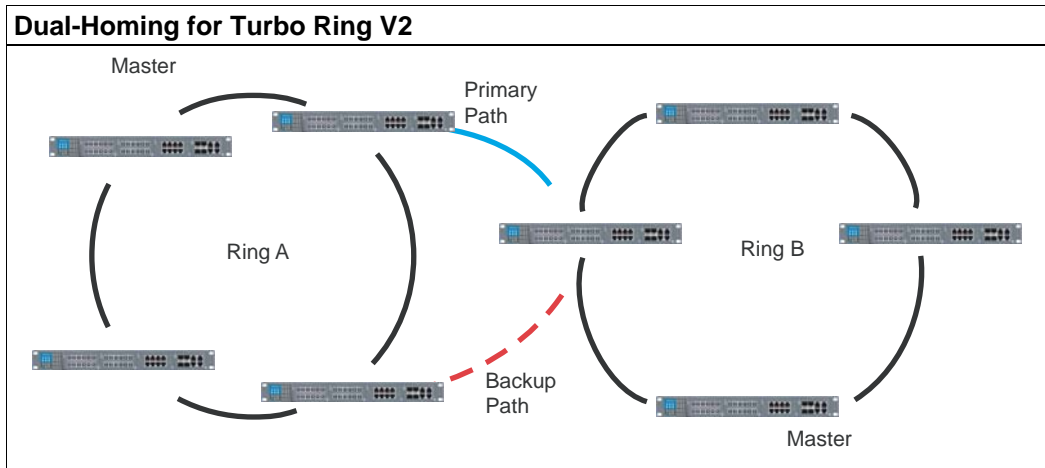 Dual-Homing for Turbo Ring V2
Master
Primary
Path
Ring A
Ring B
Backup
Path
Master